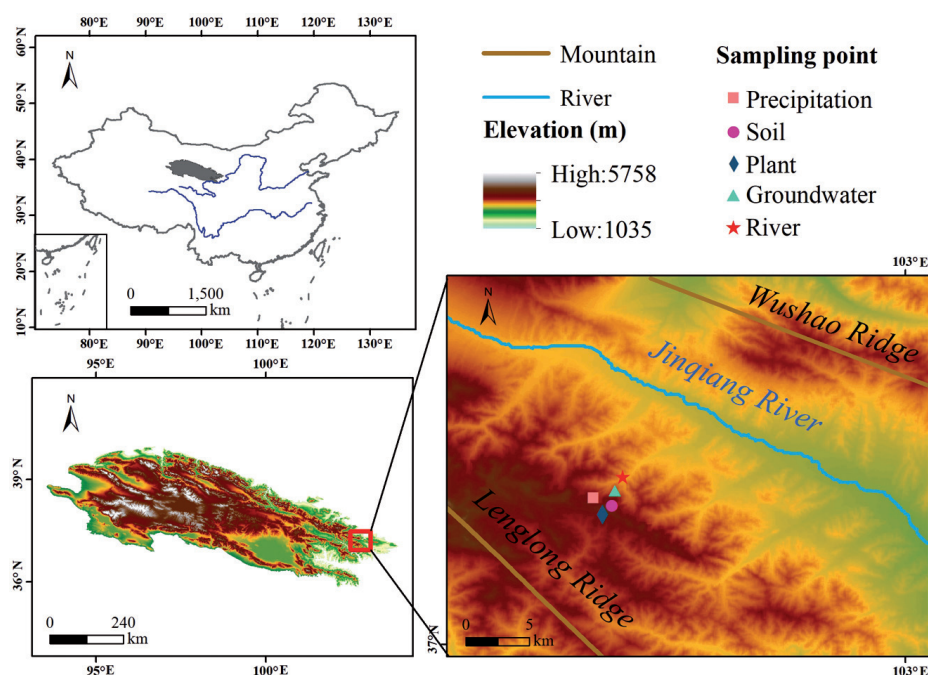 80°E 90°E 100°E 110°E 120°E 130°E
60°N
50°N
40°N
30°N
20°N
10°N
N
0 1,500
km
80°E 90°E 100°E 110°E 120°E 130°E
Mountain
River
Elevation (m)
High:5758
Low:1035
Sampling point
Precipitation
Soil
Plant
Groundwater
River
95°E 100°E
N
39°N
36°N
0 240
km
95°E 100°E
103°E
N
Wushao Ridge
Jinqiang River
Lenglong Ridge
0 5
km
37°N
103°E